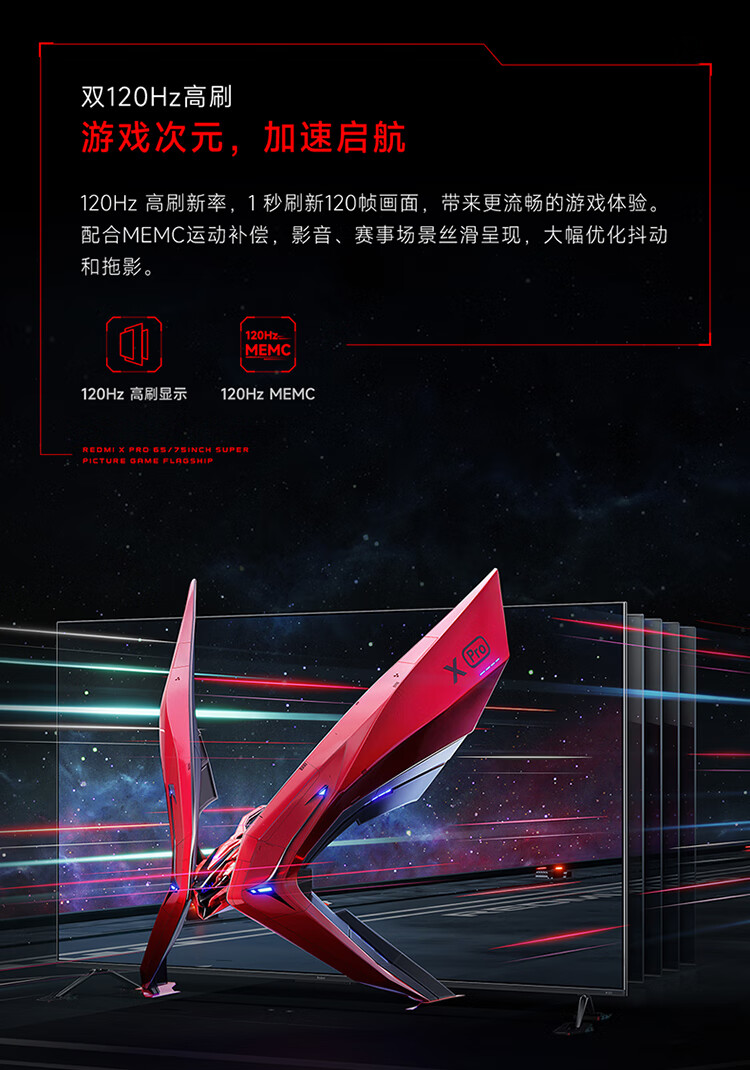 双120Hz高刷
游戏次元，加速启航
120Hz 高刷新率，1 秒刷新120帧画面，带来更流畅的游戏体验。
配合MEMC运动补偿，影音、赛事场景丝滑呈现，大幅优化抖动
和拖影。
120Hz
MEMC
120Hz 高刷显示
120Hz MEMC
REDMI X PRO 65/75INCH SUPER
PICTURE GAME FLAGSHIP
X Pro